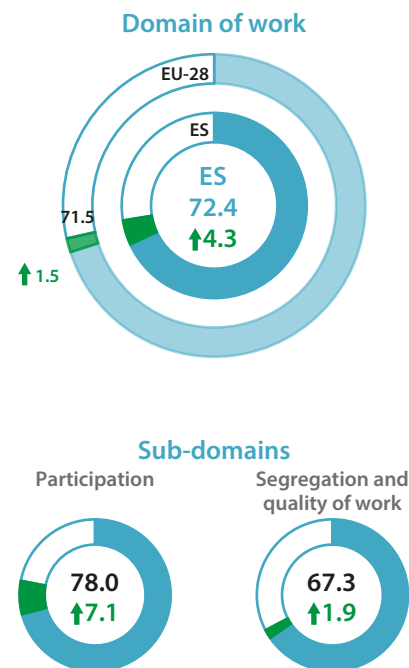 Domain of work
EU-28
ES
ES
72.4
↑4.3
71.5
↑ 1.5
Sub-domains
Participation
78.0
↑7.1
Segregation and
quality of work
67.3
↑1.9